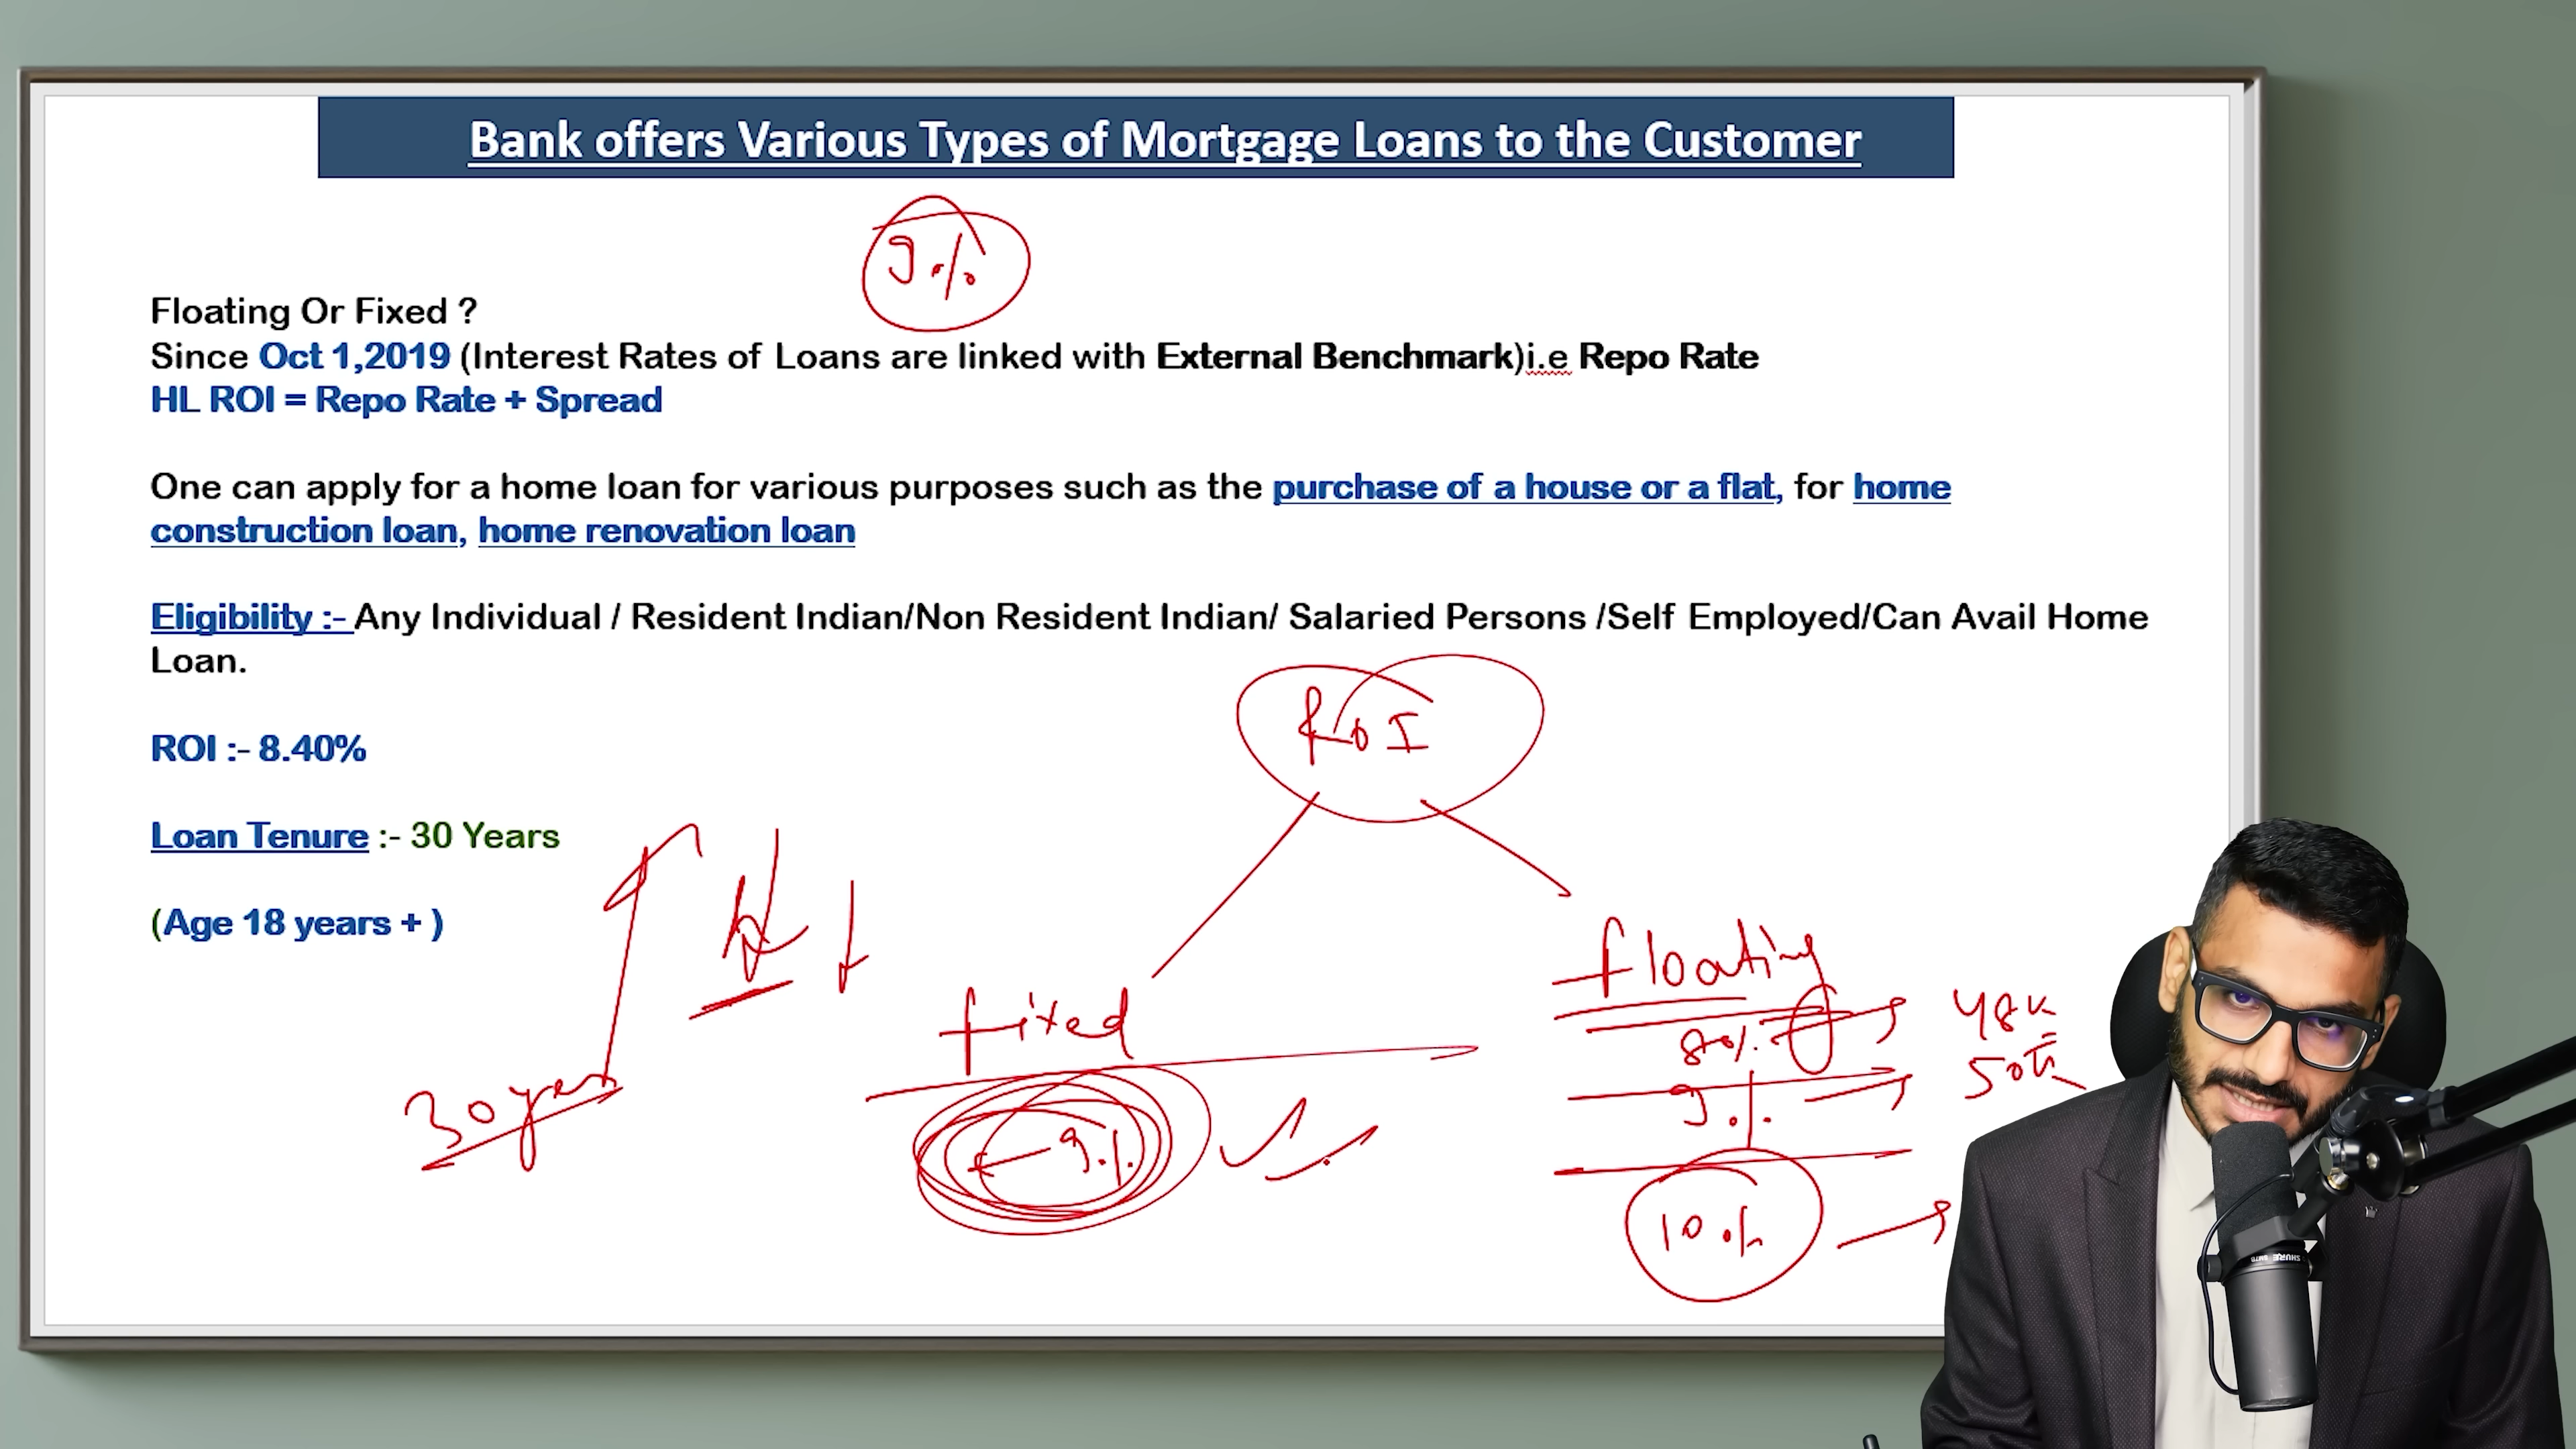 Bank offers Various Types of Mortgage Loans to the Customer
9%
Floating Or Fixed ?
Since Oct 1,2019 (Interest Rates of Loans are linked with External Benchmark)i.e Repo Rate
HL ROI = Repo Rate + Spread
One can apply for a home loan for various purposes such as the purchase of a house or a flat, for home
construction loan, home renovation loan
Eligibility :- Any Individual / Resident Indian/Non Resident Indian/ Salaried Persons /Self Employed/Can Avail Home
Loan.
ROI :- 8.40%
Loan Tenure :- 30 Years
(Age 18 years + )
ROI
fixed
9%
30 years
floating
8%
48k
9%
50k
10%
SHURE